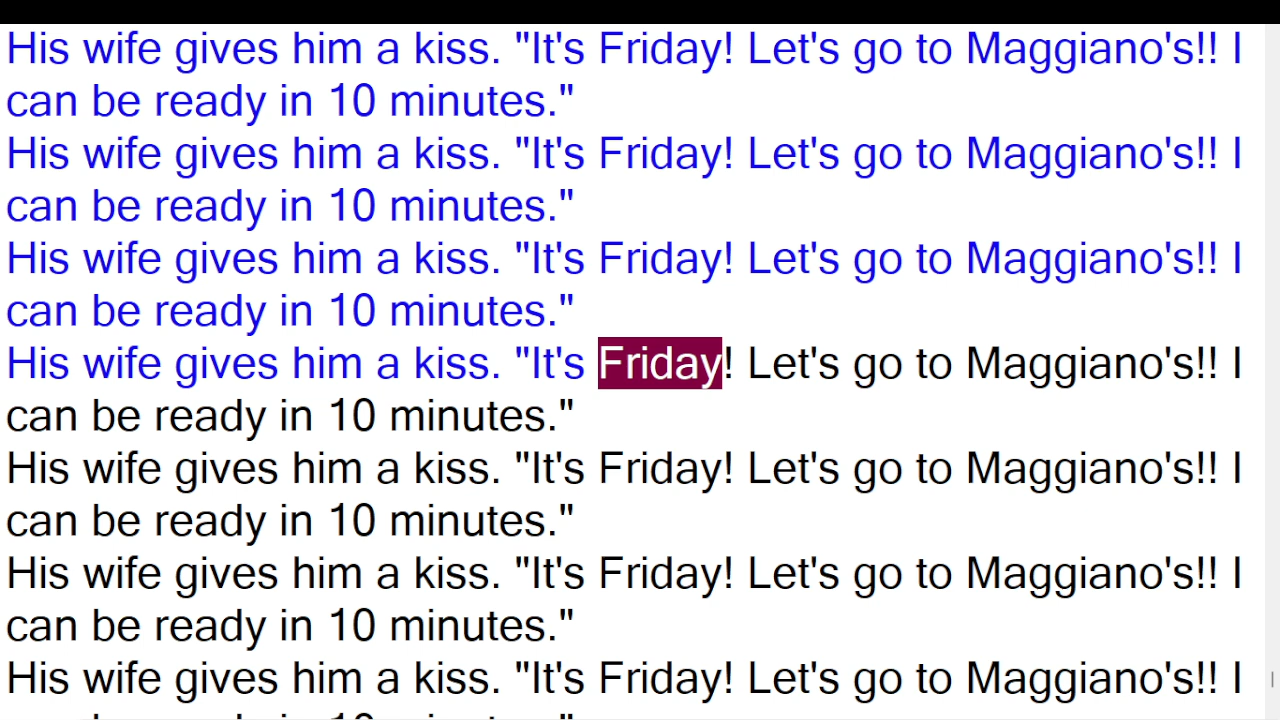 His wife gives him a kiss. "It's Friday! Let's go to Maggiano's!! I
can be ready in 10 minutes."
His wife gives him a kiss. "It's Friday! Let's go to Maggiano's!! I
can be ready in 10 minutes."
His wife gives him a kiss. "It's Friday! Let's go to Maggiano's!! I
can be ready in 10 minutes."
His wife gives him a kiss. "It's Friday! Let's go to Maggiano's!! I
can be ready in 10 minutes."
His wife gives him a kiss. "It's Friday! Let's go to Maggiano's!! I
can be ready in 10 minutes."
His wife gives him a kiss. "It's Friday! Let's go to Maggiano's!! I
can be ready in 10 minutes."
His wife gives him a kiss. "It's Friday! Let's go to Maggiano's!! I